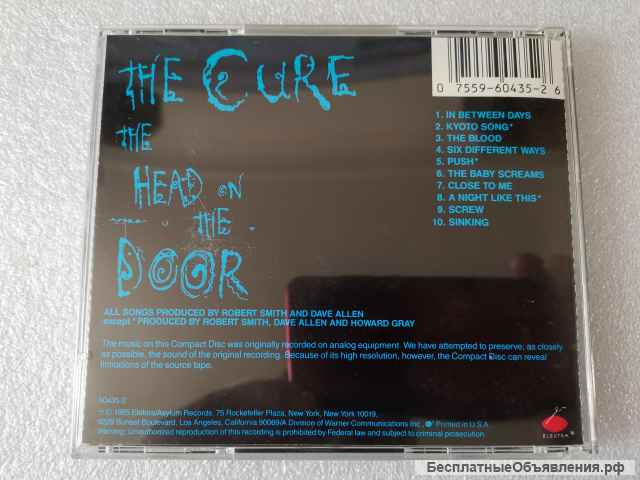 THE CURE
THE
HEAD ON
THE
DOOR
0 7559-60435-2 6
1. IN BETWEEN DAYS
2. KYOTO SONG*
3. THE BLOOD
4. SIX DIFFERENT WAYS
5. PUSH*
6. THE BABY SCREAMS
7. CLOSE TO ME
8. A NIGHT LIKE THIS*
9. SCREW
10. SINKING
ALL SONGS PRODUCED BY ROBERT SMITH AND DAVE ALLEN
except * PRODUCED BY ROBERT SMITH, DAVE ALLEN AND HOWARD GRAY
The music on this Compact Disc was originally recorded on analog equipment. We have attempted to preserve, as closely
as possible, the sound of the original recording. Because of its high resolution, however, the Compact Disc can reveal
limitations of the source tape.
60435-2
℗ © 1985 Elektra/Asylum Records, 75 Rockefeller Plaza, New York, New York 10019,
9229 Sunset Boulevard, Los Angeles, California 90069/A Division of Warner Communications Inc., Printed in U.S.A.
Warning: Unauthorized reproduction of this recording is prohibited by Federal law and subject to criminal prosecution.
ELEKTRA
БесплатныеОбъявления.рф